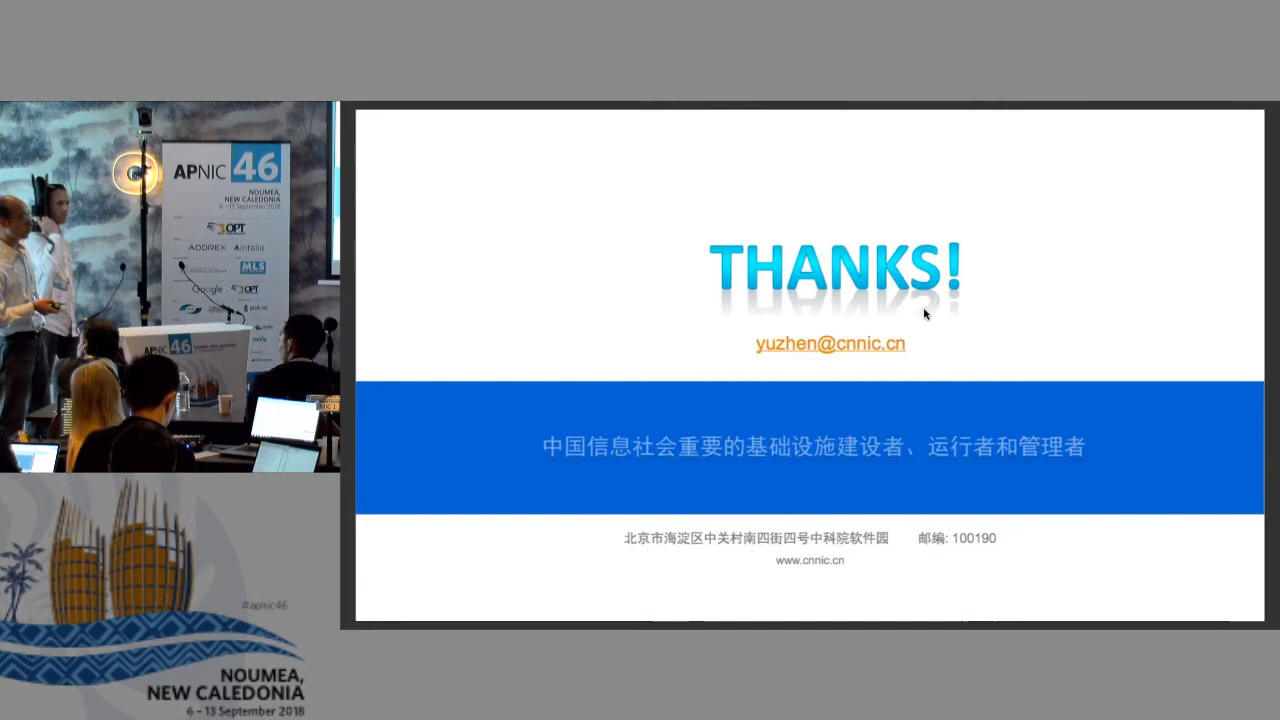 APNIC 46
NOUMEA,
NEW CALEDONIA
6 – 13 September 2018
3OPT
ADDREX
intelia
MLS
Google
3OPT
APNIC 46
THANKS!
yuzhen@cnnic.cn
中国信息社会重要的基础设施建设者、运行者和管理者
北京市海淀区中关村南四街四号中科院软件园 邮编: 100190
www.cnnic.cn
#apnic46
NOUMEA,
NEW CALEDONIA
6 – 13 September 2018